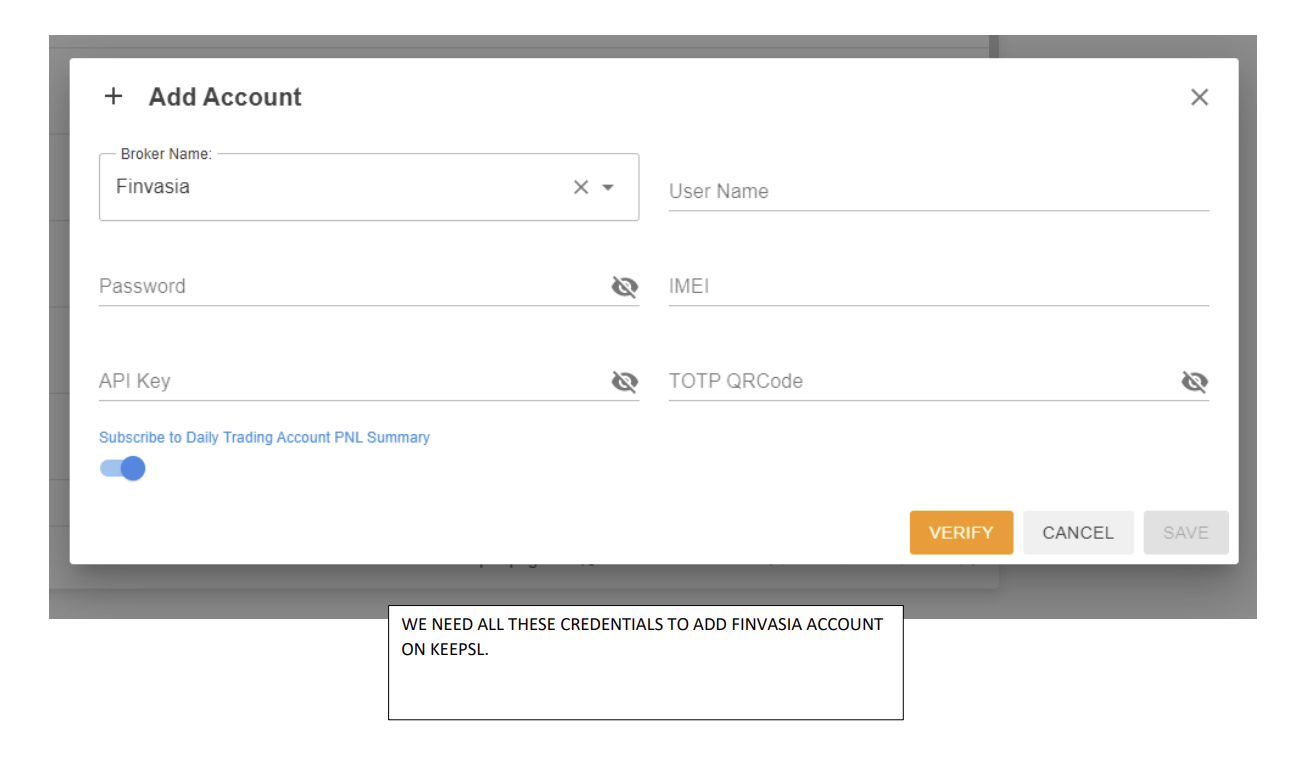 + Add Account
Broker Name:
Finvasia
User Name
Password
IMEI
API Key
TOTP QRCode
Subscribe to Daily Trading Account PNL Summary
VERIFY CANCEL SAVE
WE NEED ALL THESE CREDENTIALS TO ADD FINVASIA ACCOUNT
ON KEEPSL.